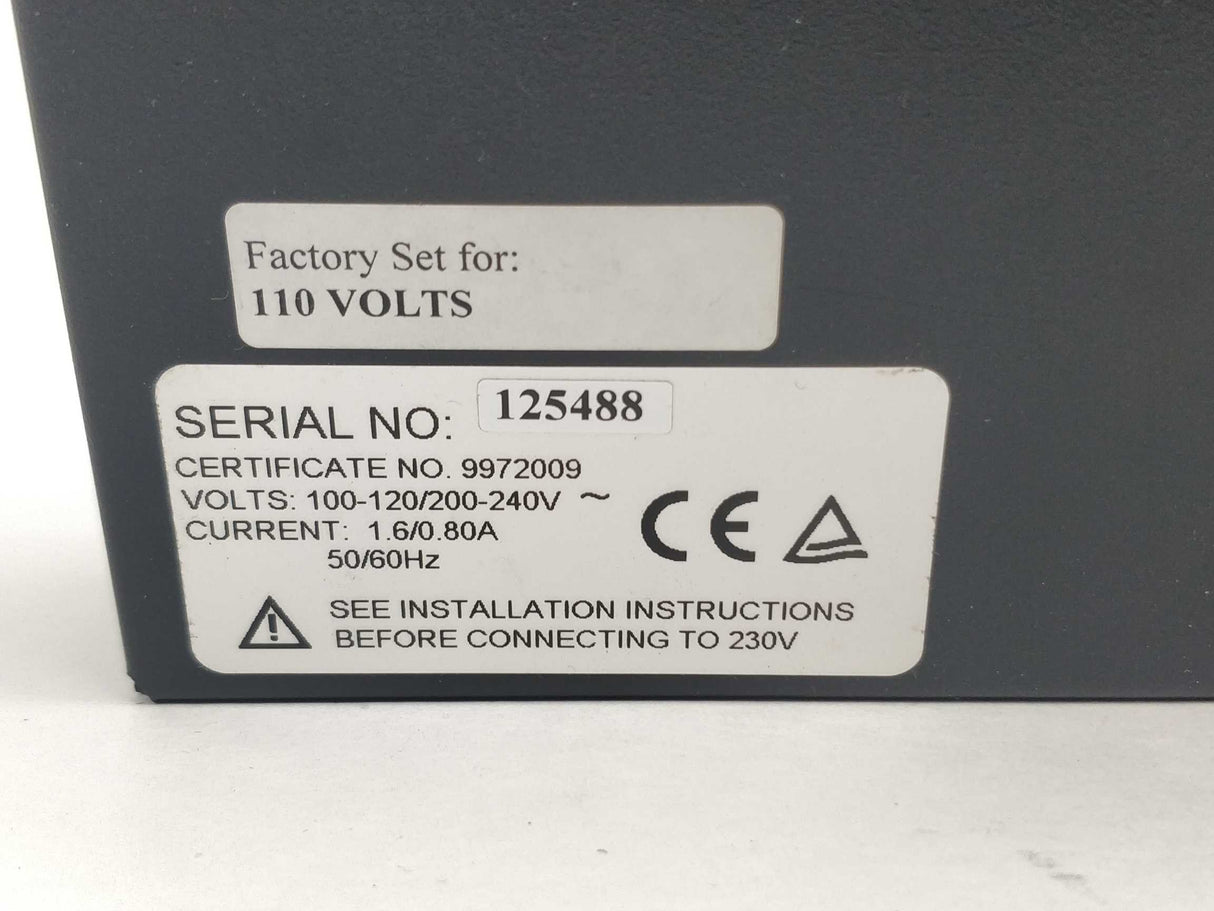 Factory Set for:
110 VOLTS
SERIAL NO: 125488
CERTIFICATE NO. 9972009
VOLTS: 100-120/200-240V ~
CURRENT: 1.6/0.80A
50/60Hz
CE
SEE INSTALLATION INSTRUCTIONS
BEFORE CONNECTING TO 230V